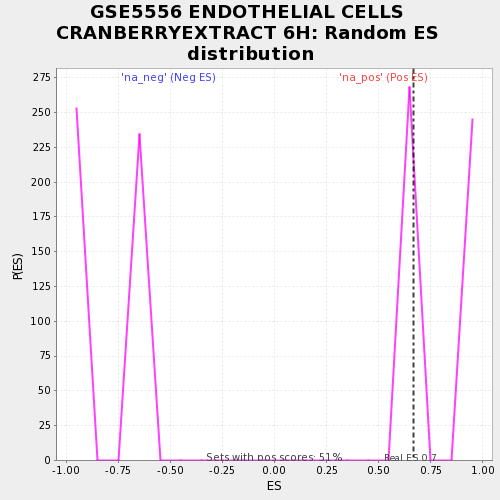 GSE5556 ENDOTHELIAL CELLS
CRANBERRYEXTRACT 6H: Random ES
distribution
'na_neg' (Neg ES)
'na_pos' (Pos ES)
275
250
225
200
175
150
125
100
75
50
25
0
P(ES)
Sets with pos scores: 51%
Real ES 0.7
-1.00
-0.75
-0.50
-0.25
0.00
0.25
0.50
0.75
1.00
ES